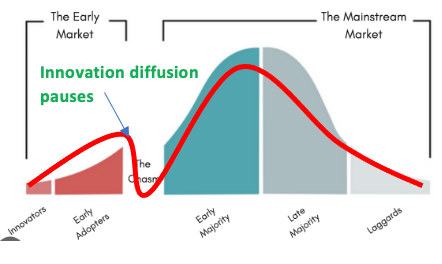 The Early
Market
The Mainstream
Market
Innovation diffusion
pauses
The
Chasm
Innovators
Early
Adopters
Early
Majority
Late
Majority
Laggards